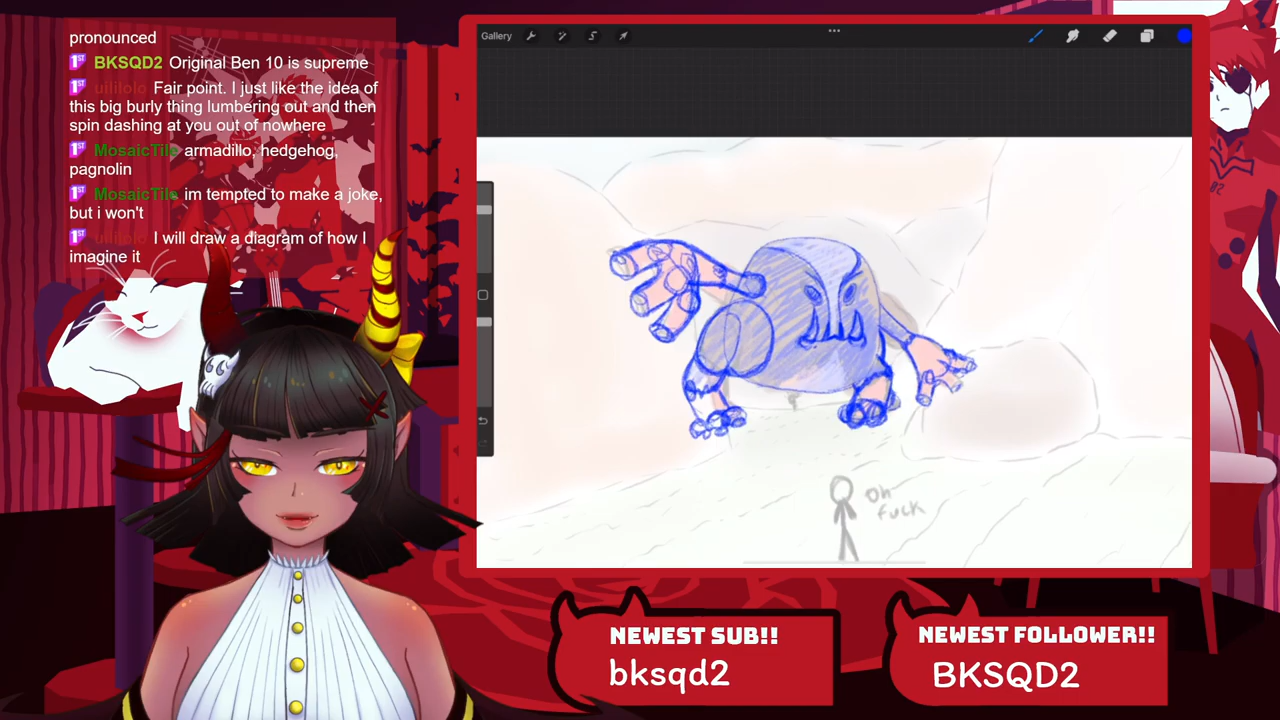 pronounced
BKSQD2 Original Ben 10 is supreme
uilifolo Fair point. I just like the idea of
this big burly thing lumbering out and then
spin dashing at you out of nowhere
MosaicTile armadillo, hedgehog,
pagnolin
MosaicTile im tempted to make a joke,
but i won't
uilifolo I will draw a diagram of how I
imagine it
Gallery
Oh
fuck
NEWEST SUB!!
bksqd2
NEWEST FOLLOWER!!
BKSQD2